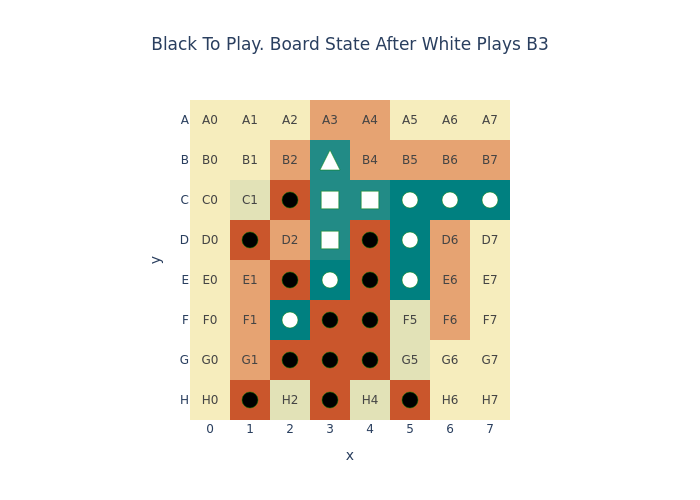 Black To Play. Board State After White Plays B3
A A0 A1 A2 A3 A4 A5 A6 A7
B B0 B1 B2 B4 B5 B6 B7
C C0 C1
D D0 D2 D6 D7
E E0 E1 E6 E7
F F0 F1 F5 F6 F7
G G0 G1 G5 G6 G7
H H0 H2 H4 H6 H7
0 1 2 3 4 5 6 7
x
y